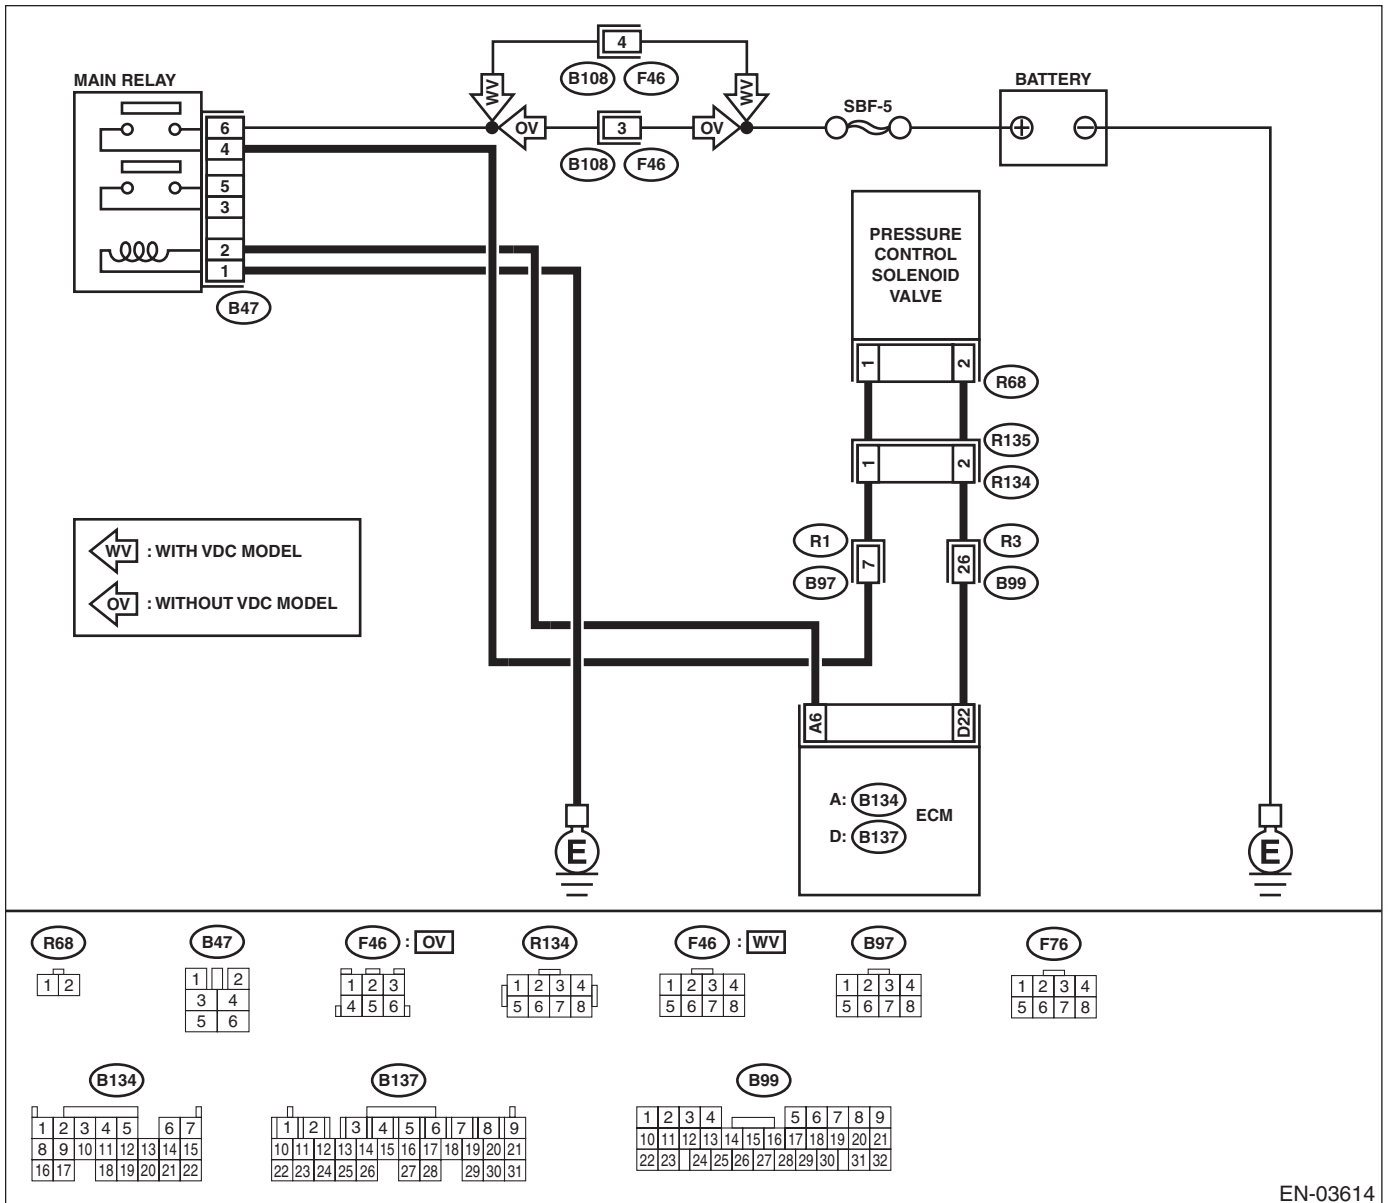 4
B108 F46
MAIN RELAY
WV WV
BATTERY
SBF-5
6
OV 3 OV
+ −
4
B108 F46
5
3
2
1
B47
PRESSURE
CONTROL
SOLENOID
VALVE
1 2
R68
R135
1 2
R134
R1 R3
7 26
B97 B99
WV : WITH VDC MODEL
OV : WITHOUT VDC MODEL
A6 D22
A: B134
ECM
D: B137
E E
R68 B47 F46 : OV R134 F46 : WV B97 F76
1 2
1 2
3 4
5 6
1 2 3
4 5 6
1 2 3 4
5 6 7 8
1 2 3 4
5 6 7 8
1 2 3 4
5 6 7 8
1 2 3 4
5 6 7 8
B134 B137 B99
1 2 3 4 5 6 7
8 9 10 11 12 13 14 15
16 17 18 19 20 21 22
1 2 3 4 5 6 7 8 9
10 11 12 13 14 15 16 17 18 19 20 21
22 23 24 25 26 27 28 29 30 31
1 2 3 4 5 6 7 8 9
10 11 12 13 14 15 16 17 18 19 20 21
22 23 24 25 26 27 28 29 30 31 32
EN-03614